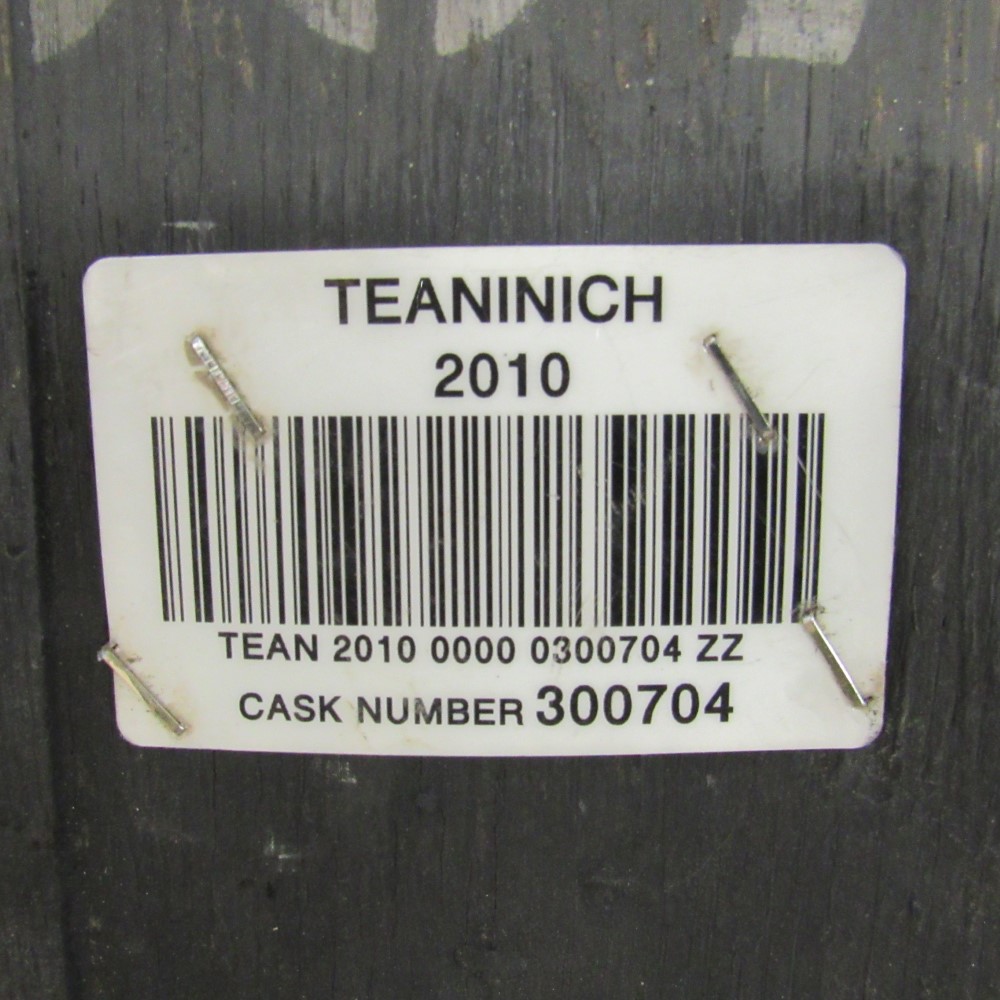 TEANINICH
2010
TEAN 2010 0000 0300704 ZZ
CASK NUMBER 300704